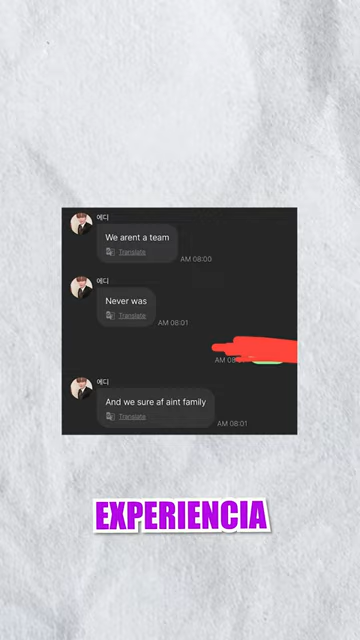 에디
We arent a team
Translate
AM 08:00
에디
Never was
Translate
AM 08:01
AM 08:
에디
And we sure af aint family
Translate
AM 08:01
EXPERIENCIA